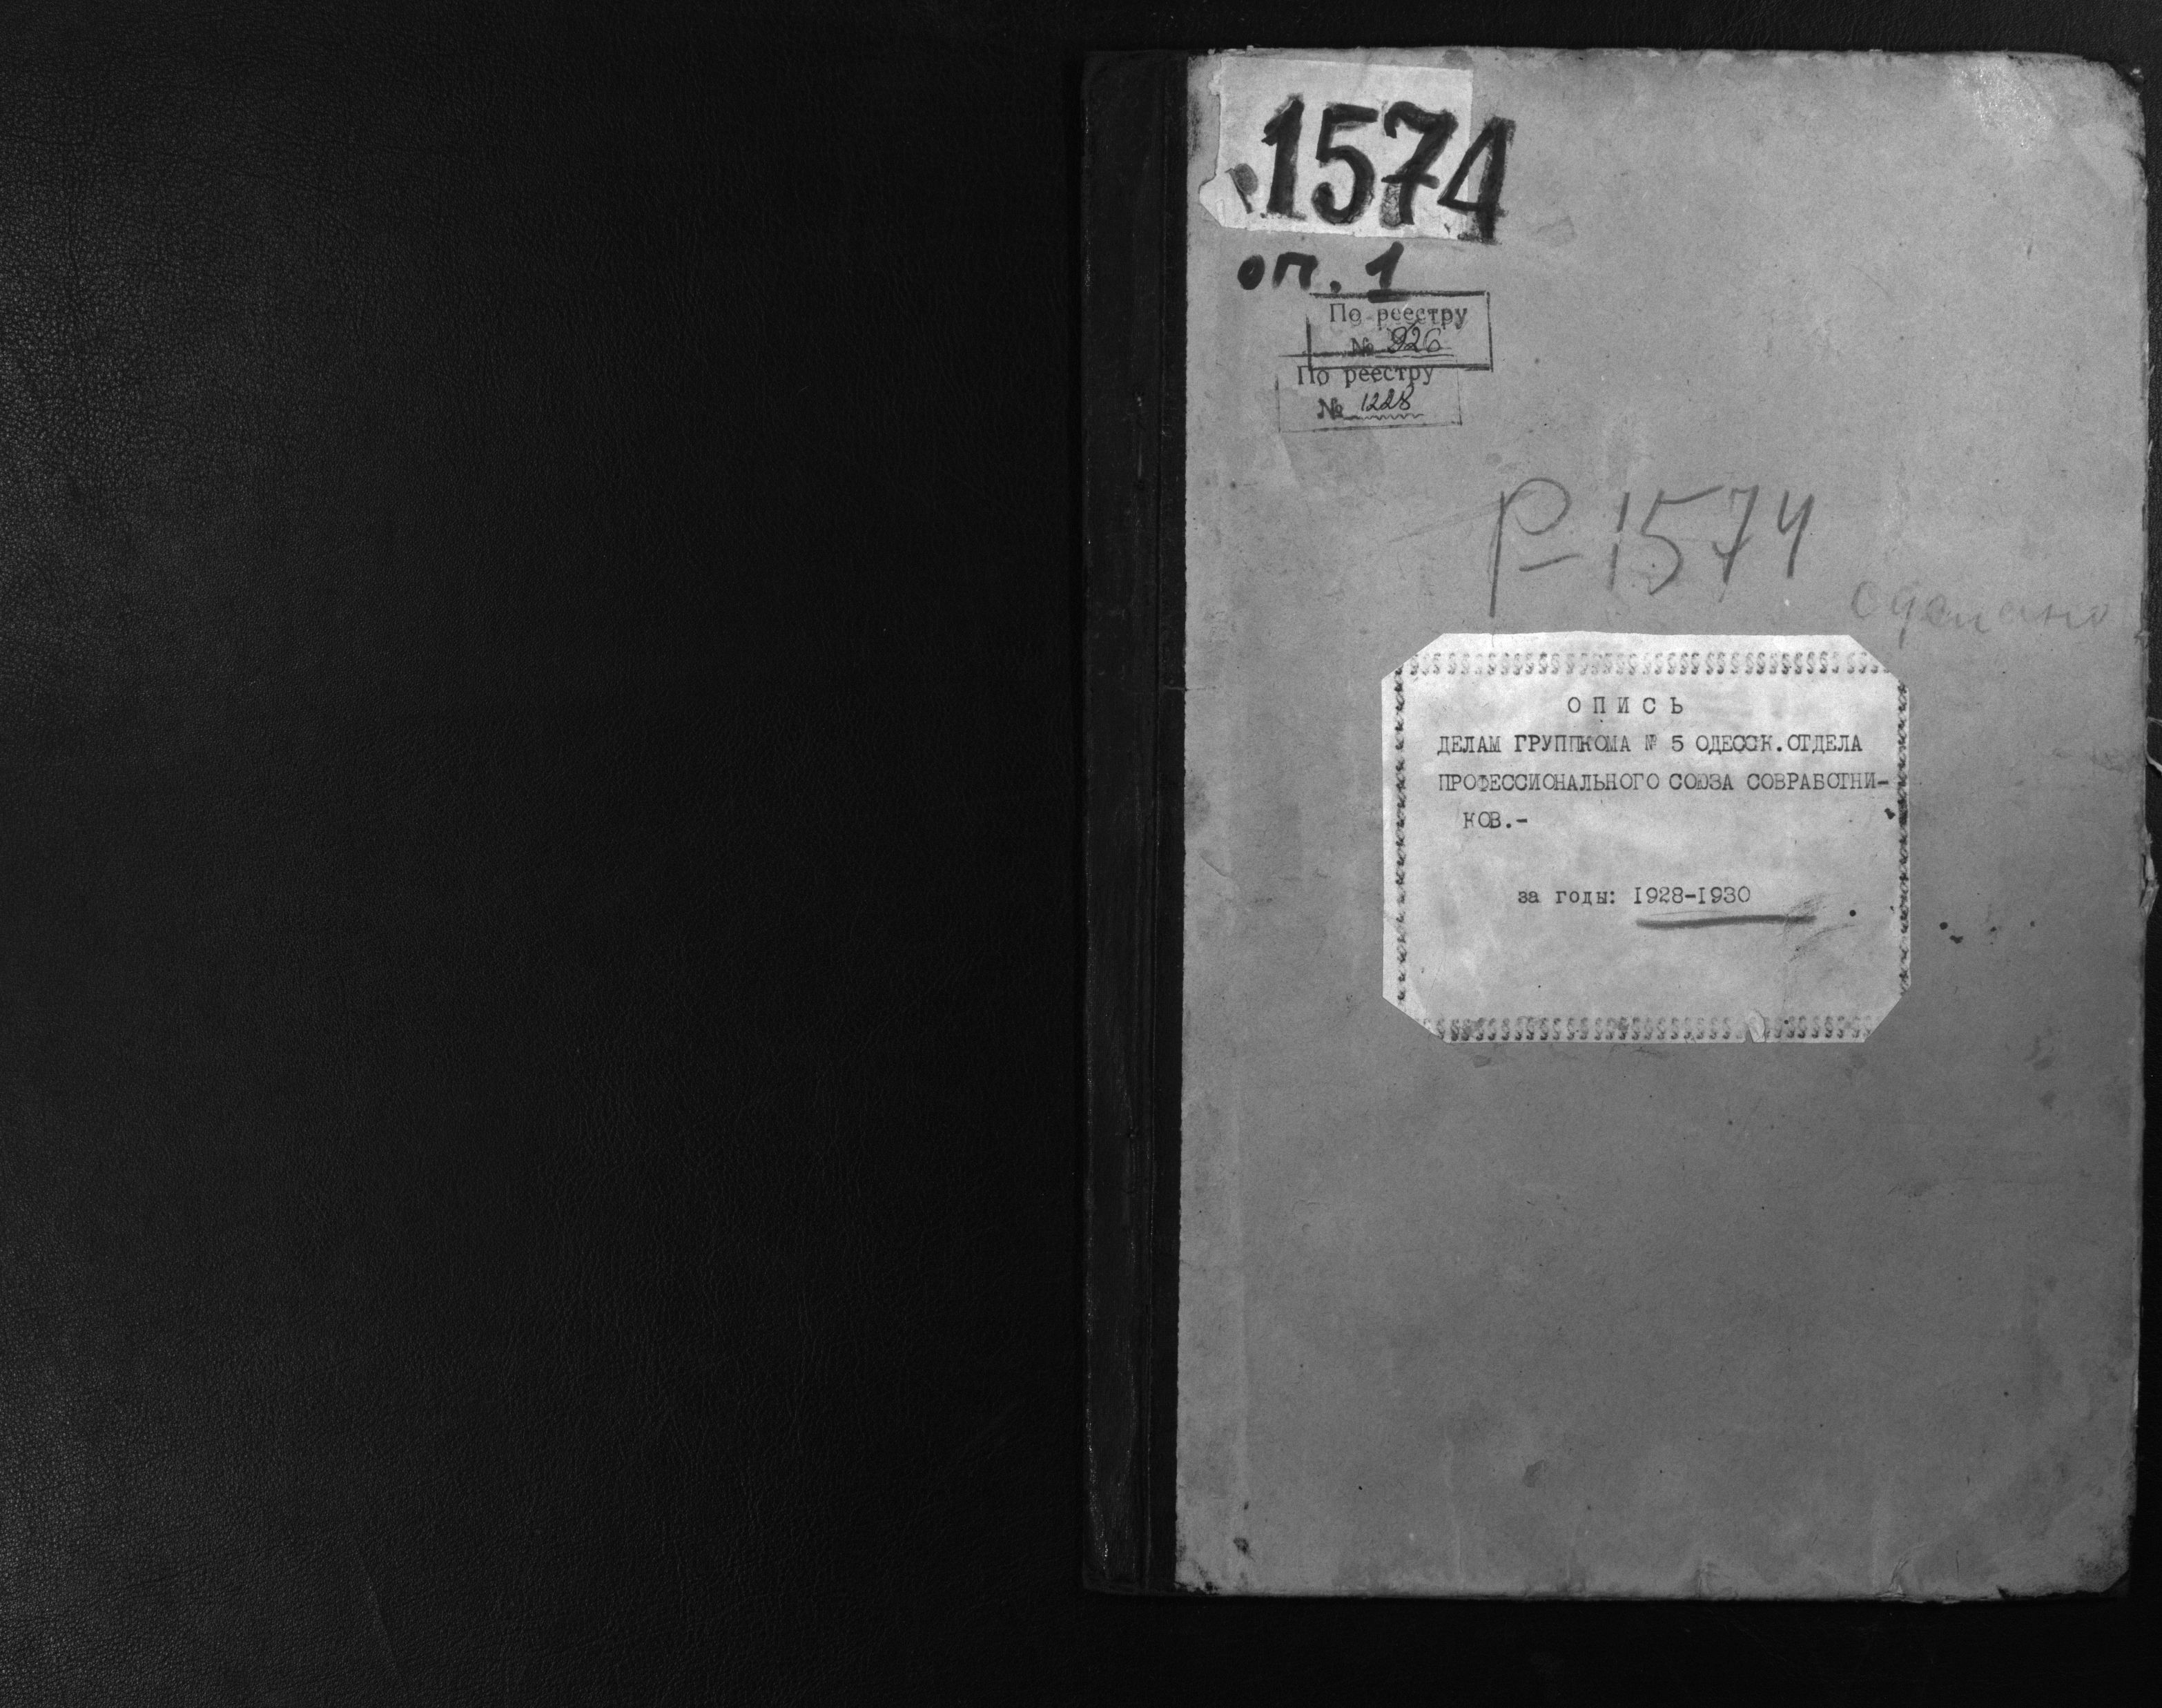 1574
оп. 1
По реестру
№ 926
По реестру
№ 1228
Р-1574
сделано
ОПИСЬ
ДЕЛАМ ГРУППКОМА № 5 ОДЕССК.ОТДЕЛА
ПРОФЕССИОНАЛЬНОГО СОЮЗА СОВРАБОТНИ-
КОВ.-
за годы: 1928-1930